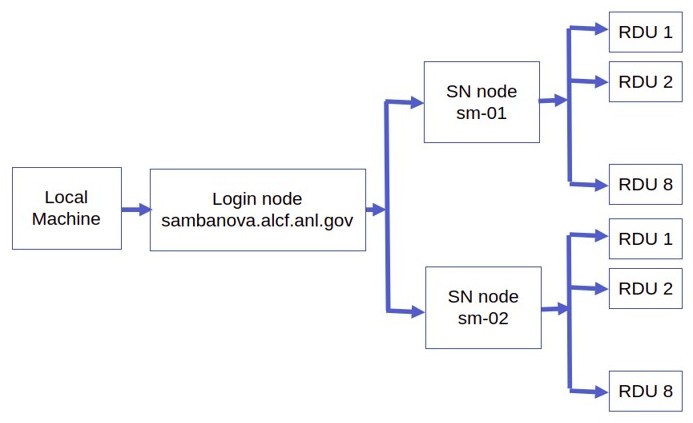 Local
Machine
Login node
sambanova.alcf.anl.gov
SN node
sm-01
RDU 1
RDU 2
RDU 8
SN node
sm-02
RDU 1
RDU 2
RDU 8